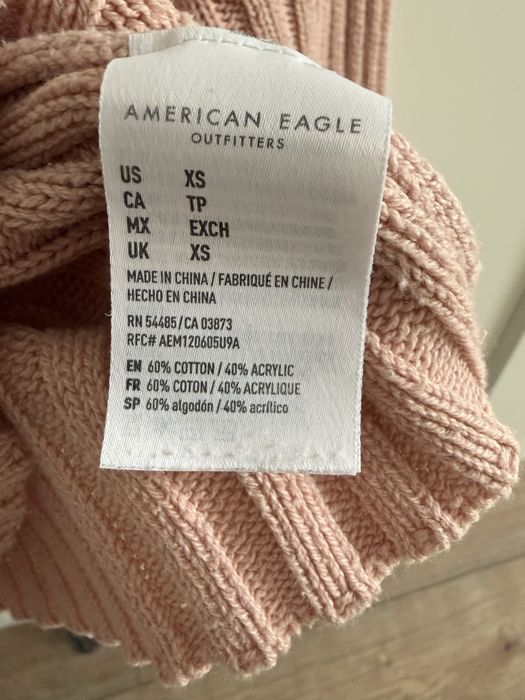 AMERICAN EAGLE
OUTFITTERS
US XS
CA TP
MX EXCH
UK XS
MADE IN CHINA / FABRIQUÉ EN CHINE /
HECHO EN CHINA
RN 54485/CA 03873
RFC# AEM120605U9A
EN 60% COTTON / 40% ACRYLIC
FR 60% COTON / 40% ACRYLIQUE
SP 60% algodón / 40% acrílico